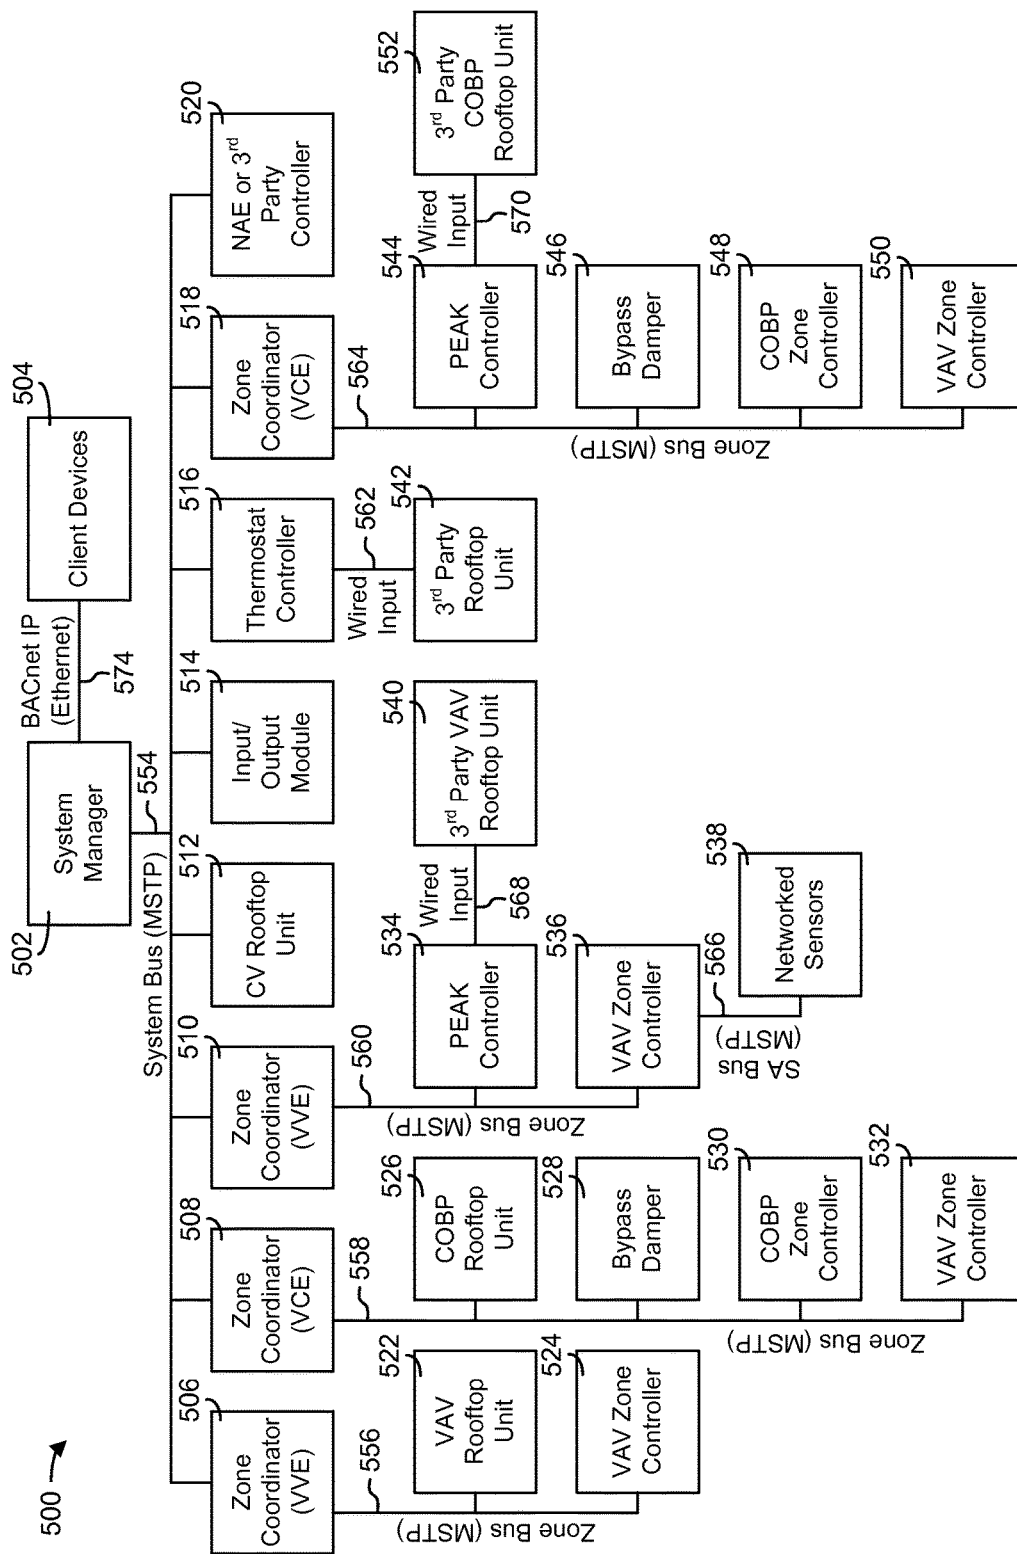 500
502
System
Manager
BACnet IP
(Ethernet)
574
504
Client Devices
System Bus (MSTP)
554
506
Zone
Coordinator
(VVE)
508
Zone
Coordinator
(VCE)
510
Zone
Coordinator
(VVE)
512
CV Rooftop
Unit
514
Input/
Output
Module
516
Thermostat
Controller
518
Zone
Coordinator
(VCE)
520
NAE or 3rd
Party
Controller
556
Zone Bus (MSTP)
522
VAV
Rooftop
Unit
524
VAV Zone
Controller
558
Zone Bus (MSTP)
526
COBP
Rooftop
Unit
528
Bypass
Damper
530
COBP
Zone
Controller
532
VAV Zone
Controller
560
Zone Bus (MSTP)
534
PEAK
Controller
Wired
Input
568
540
3rd Party VAV
Rooftop Unit
536
VAV Zone
Controller
566
SA Bus
(MSTP)
538
Networked
Sensors
Wired
Input
562
542
3rd Party
Rooftop
Unit
564
Zone Bus (MSTP)
544
PEAK
Controller
Wired
Input
570
552
3rd Party
COBP
Rooftop Unit
546
Bypass
Damper
548
COBP
Zone
Controller
550
VAV Zone
Controller